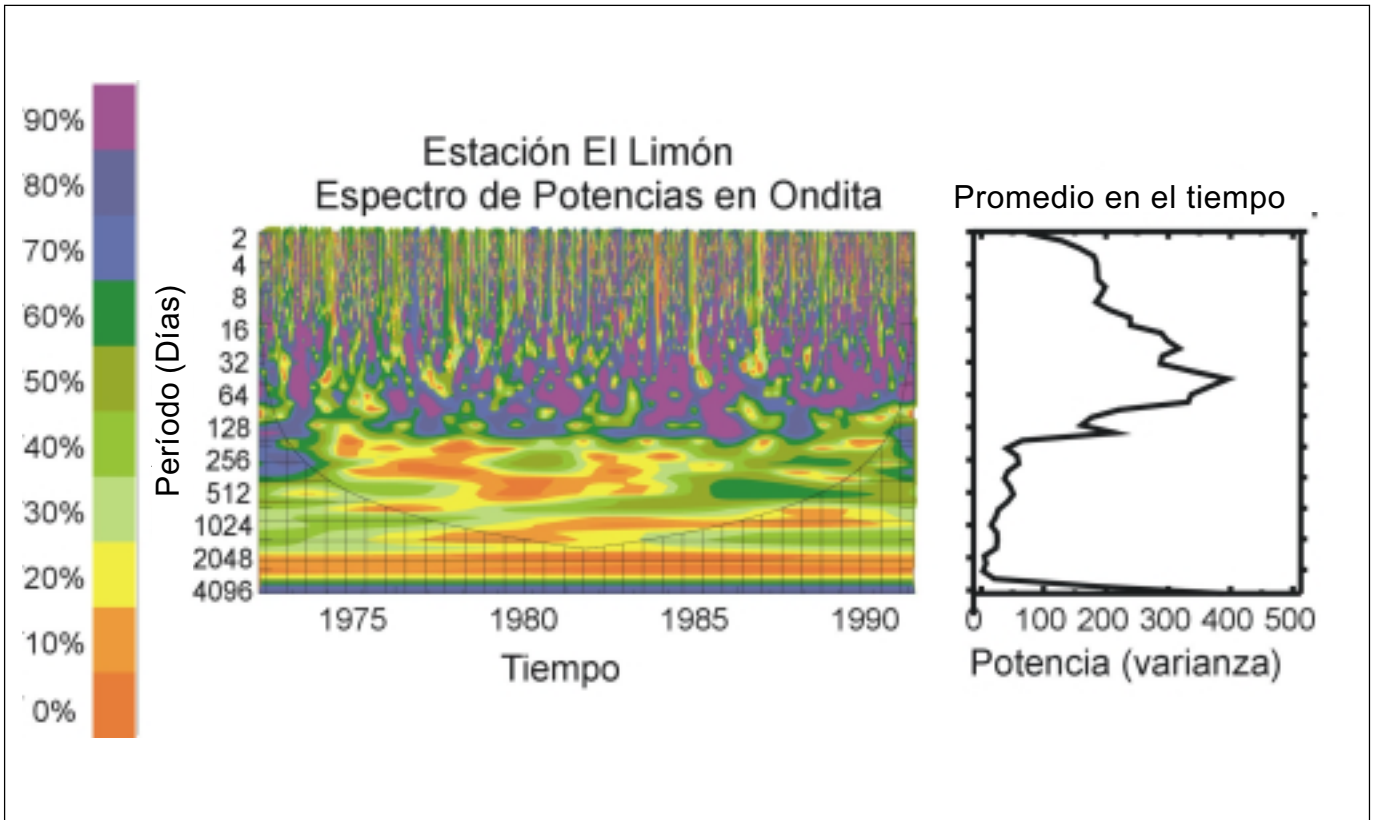 Estación El Limón
Espectro de Potencias en Ondita
Promedio en el tiempo
90%
80%
70%
60%
50%
40%
30%
20%
10%
0%
Período (Días)
2
4
8
16
32
64
128
256
512
1024
2048
4096
1975 1980 1985 1990
Tiempo
0 100 200 300 400 500
Potencia (varianza)